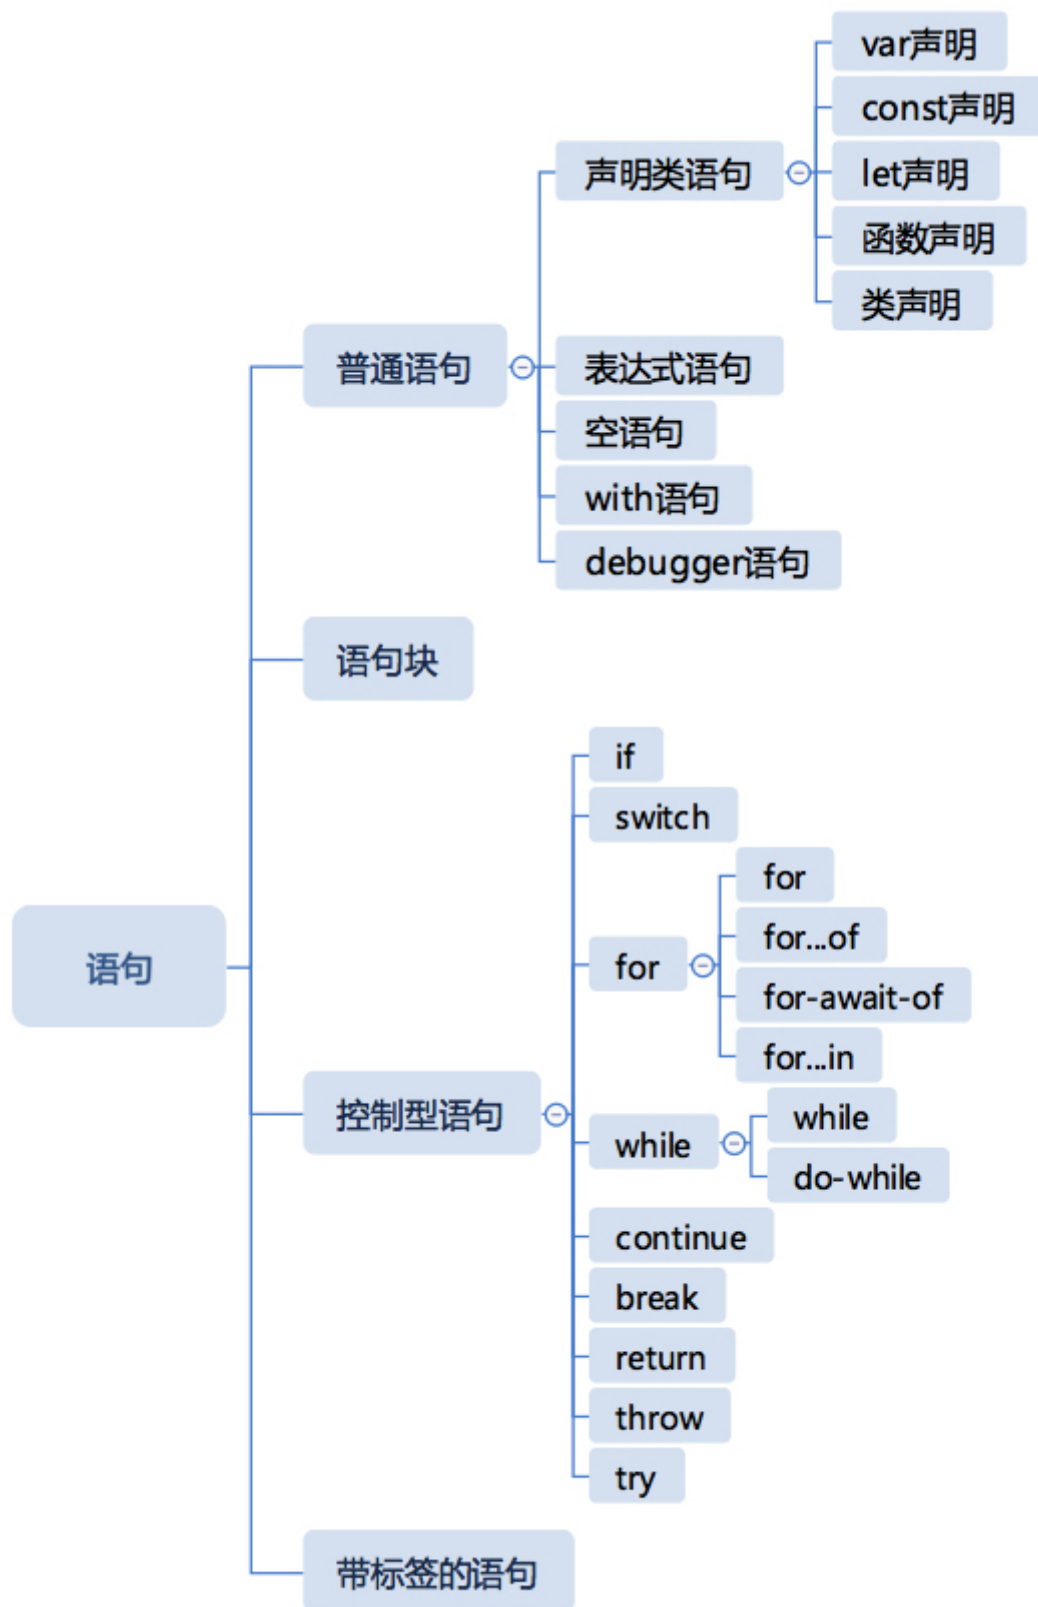 语句
普通语句
声明类语句
var声明
const声明
let声明
函数声明
类声明
表达式语句
空语句
with语句
debugger语句
语句块
控制型语句
if
switch
for
for
for...of
for-await-of
for...in
while
while
do-while
continue
break
return
throw
try
带标签的语句